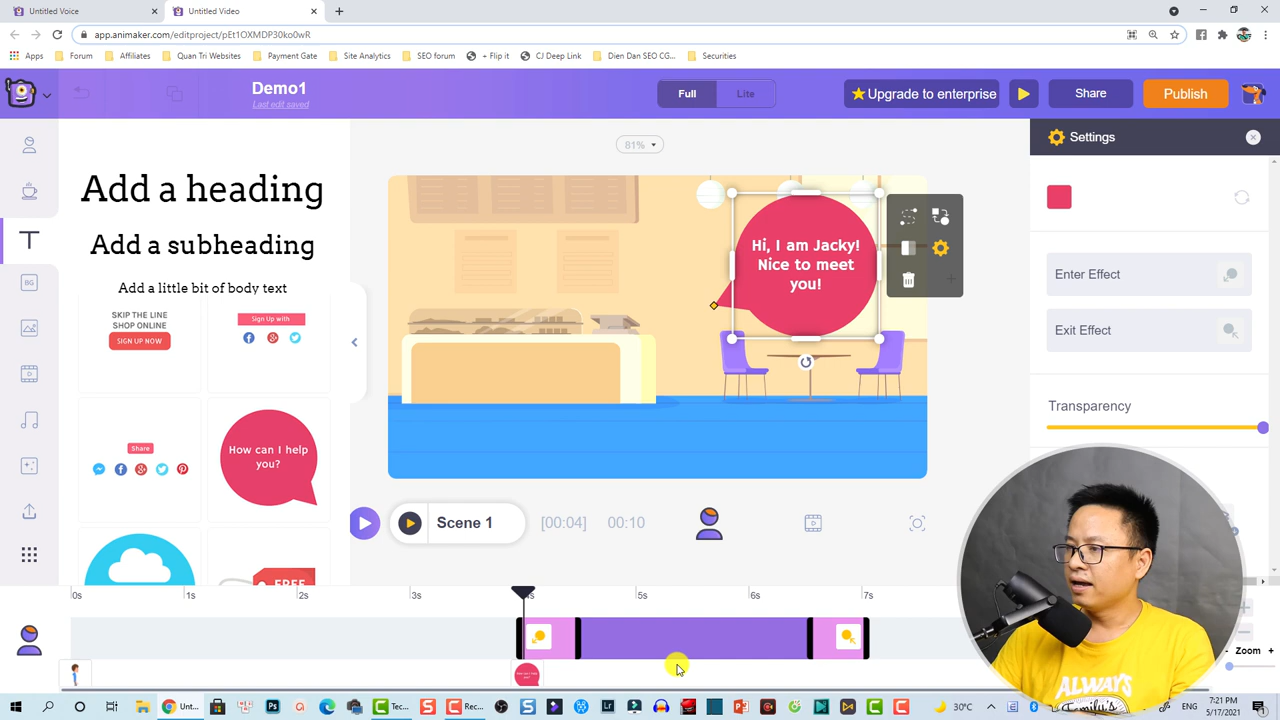 Untitled Voice
Untitled Video
app.animaker.com/editproject/pEt1OXMDP30ko0wR
Apps
Forum
Affiliates
Quan Tri Websites
Payment Gate
Site Analytics
SEO forum
+ Flip it
CJ Deep Link
Dien Dan SEO CG...
Securities
Demo1
Last edit saved
Full
Lite
Upgrade to enterprise
Share
Publish
81%
Settings
Add a heading
Add a subheading
Add a little bit of body text
SKIP THE LINE
SHOP ONLINE
SIGN UP NOW
Sign Up with
Share
How can I help
you?
FREE
BG
Hi, I am Jacky!
Nice to meet
you!
Enter Effect
Exit Effect
Transparency
Scene 1
[00:04]
00:10
0s
1s
2s
3s
5s
6s
7s
- Zoom +
ALWAYS
Unt...
Tec...
Rec...
30°C
7:21 PM
5/17/2021